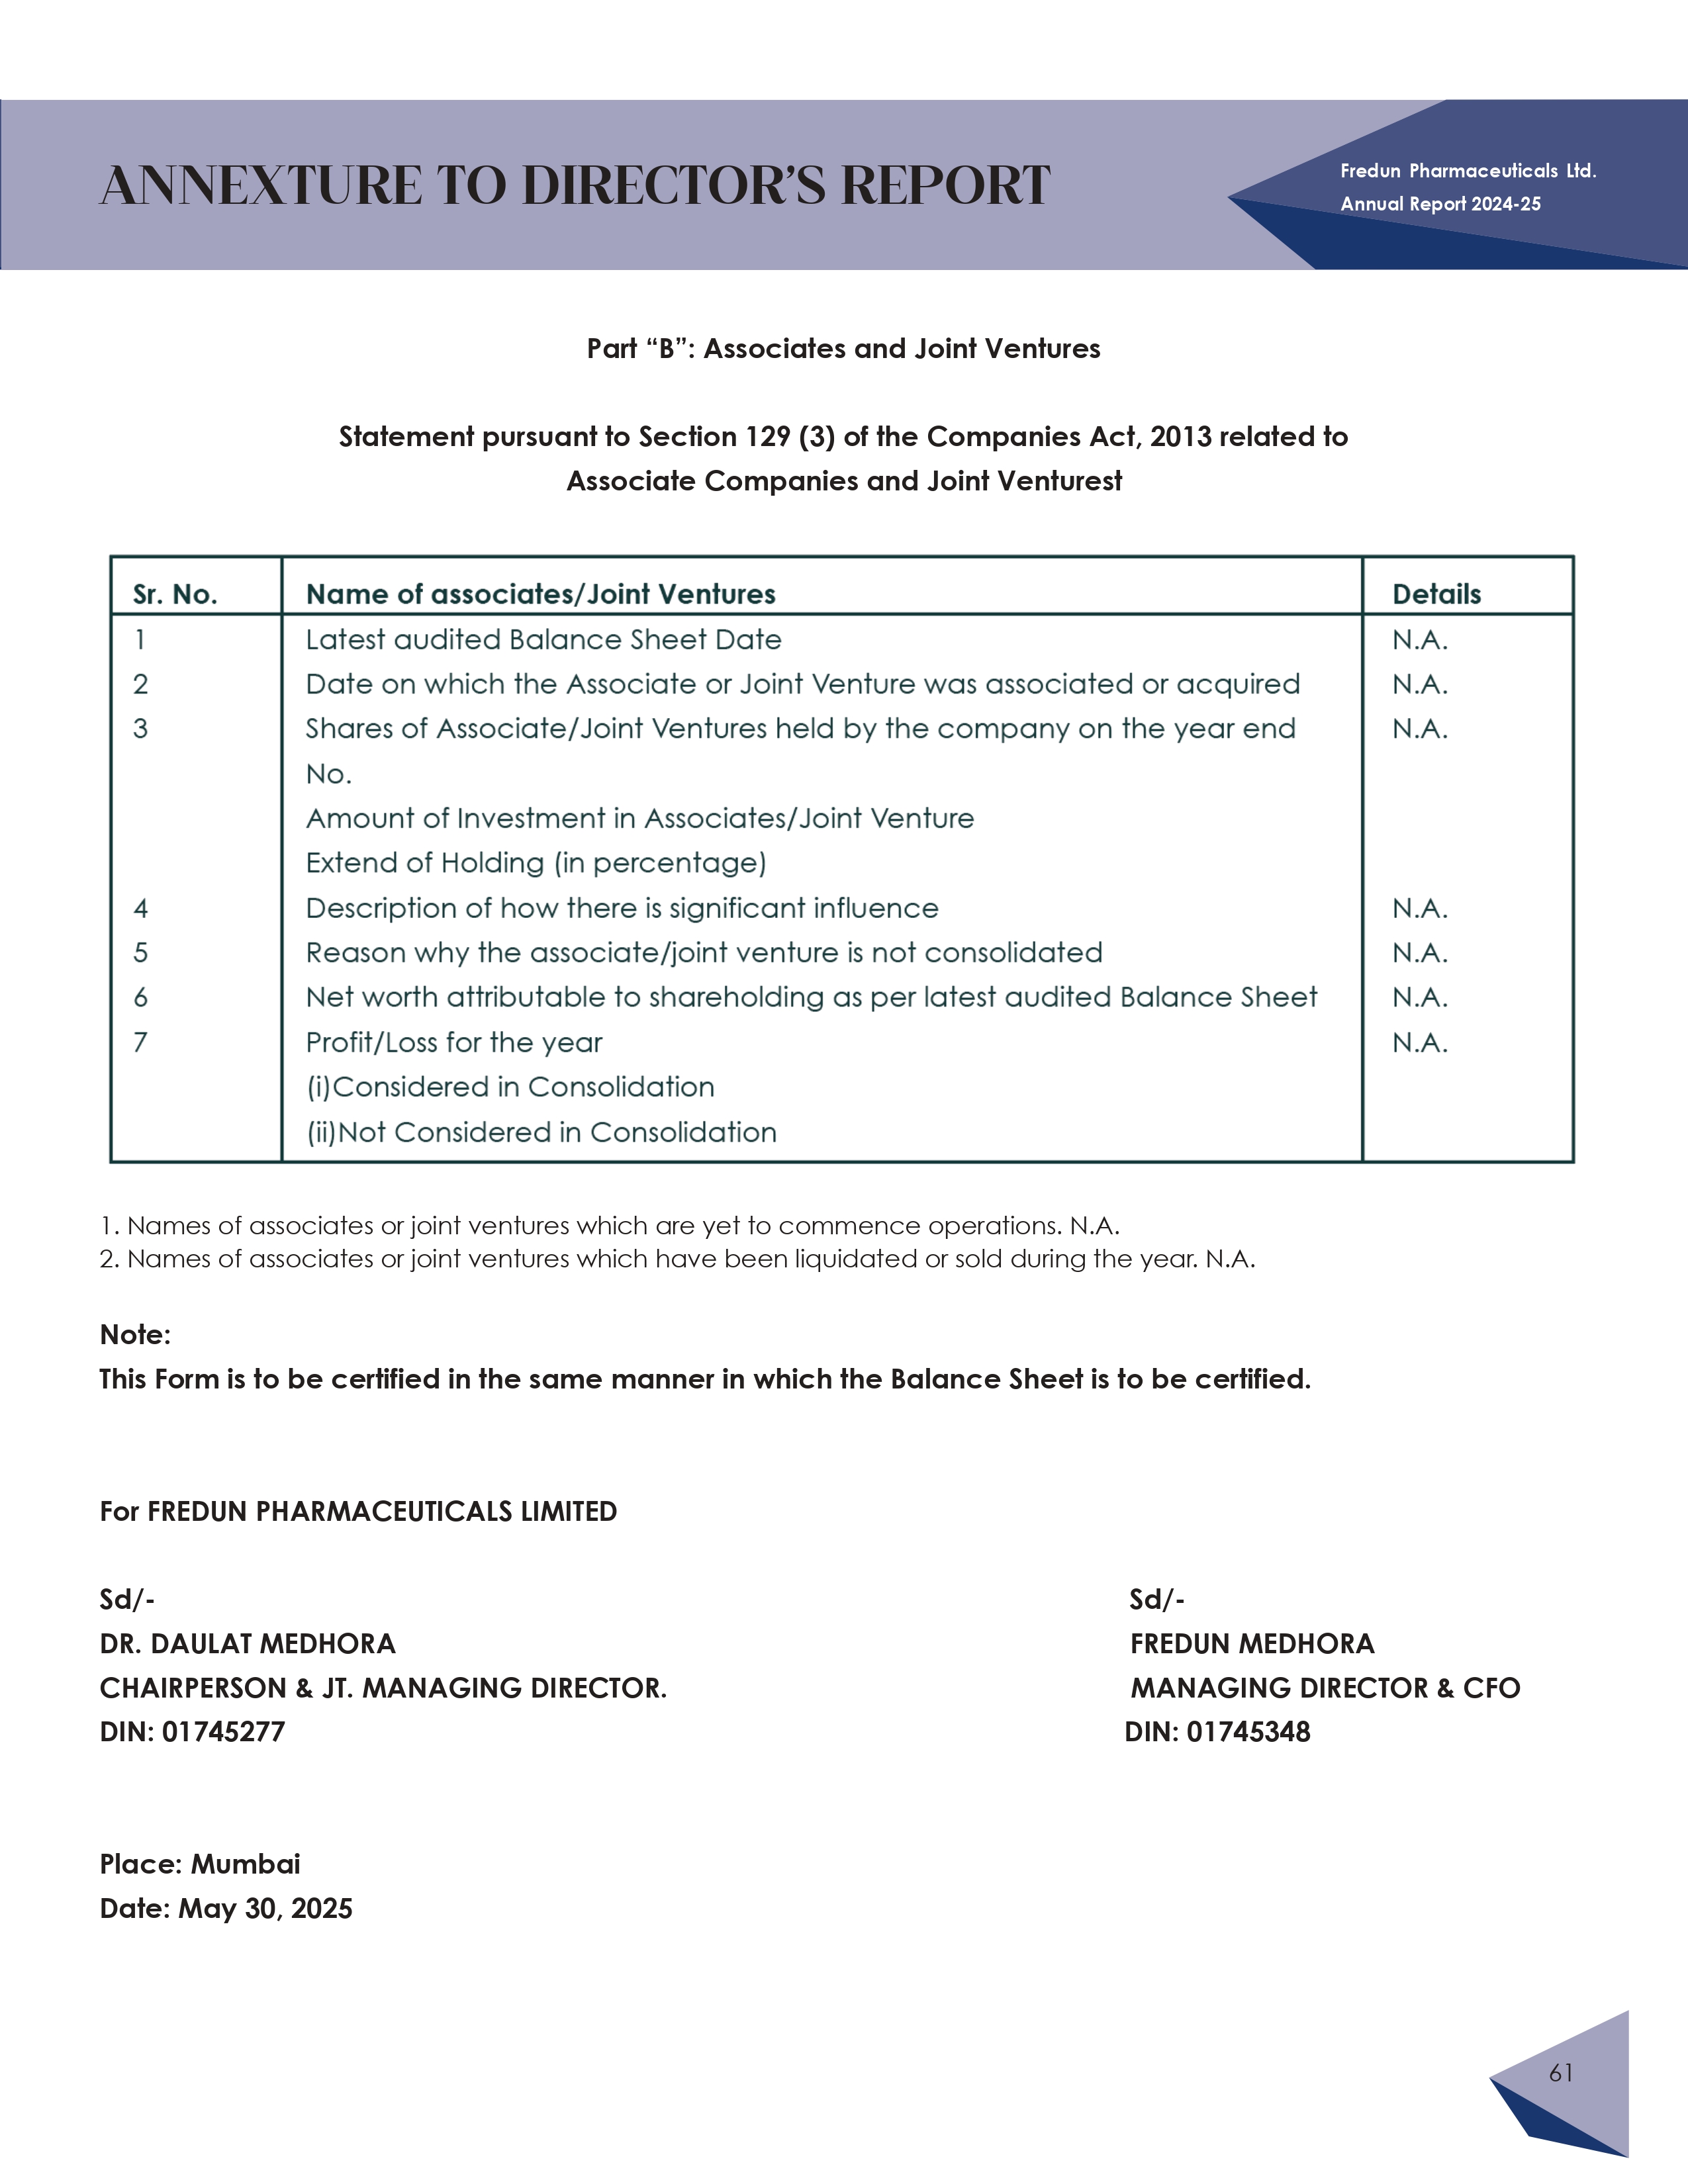 ANNEXTURE TO DIRECTOR’S REPORT
Fredun Pharmaceuticals Ltd.
Annual Report 2024-25
Part “B”: Associates and Joint Ventures
Statement pursuant to Section 129 (3) of the Companies Act, 2013 related to
Associate Companies and Joint Venturest
Sr. No. Name of associates/Joint Ventures Details
1 Latest audited Balance Sheet Date N.A.
2 Date on which the Associate or Joint Venture was associated or acquired N.A.
3 Shares of Associate/Joint Ventures held by the company on the year end N.A.
No.
Amount of Investment in Associates/Joint Venture
Extend of Holding (in percentage)
4 Description of how there is significant influence N.A.
5 Reason why the associate/joint venture is not consolidated N.A.
6 Net worth attributable to shareholding as per latest audited Balance Sheet N.A.
7 Profit/Loss for the year N.A.
(i)Considered in Consolidation
(ii)Not Considered in Consolidation
1. Names of associates or joint ventures which are yet to commence operations. N.A.
2. Names of associates or joint ventures which have been liquidated or sold during the year. N.A.
Note:
This Form is to be certified in the same manner in which the Balance Sheet is to be certified.
For FREDUN PHARMACEUTICALS LIMITED
Sd/- Sd/-
DR. DAULAT MEDHORA FREDUN MEDHORA
CHAIRPERSON & JT. MANAGING DIRECTOR. MANAGING DIRECTOR & CFO
DIN: 01745277 DIN: 01745348
Place: Mumbai
Date: May 30, 2025
61